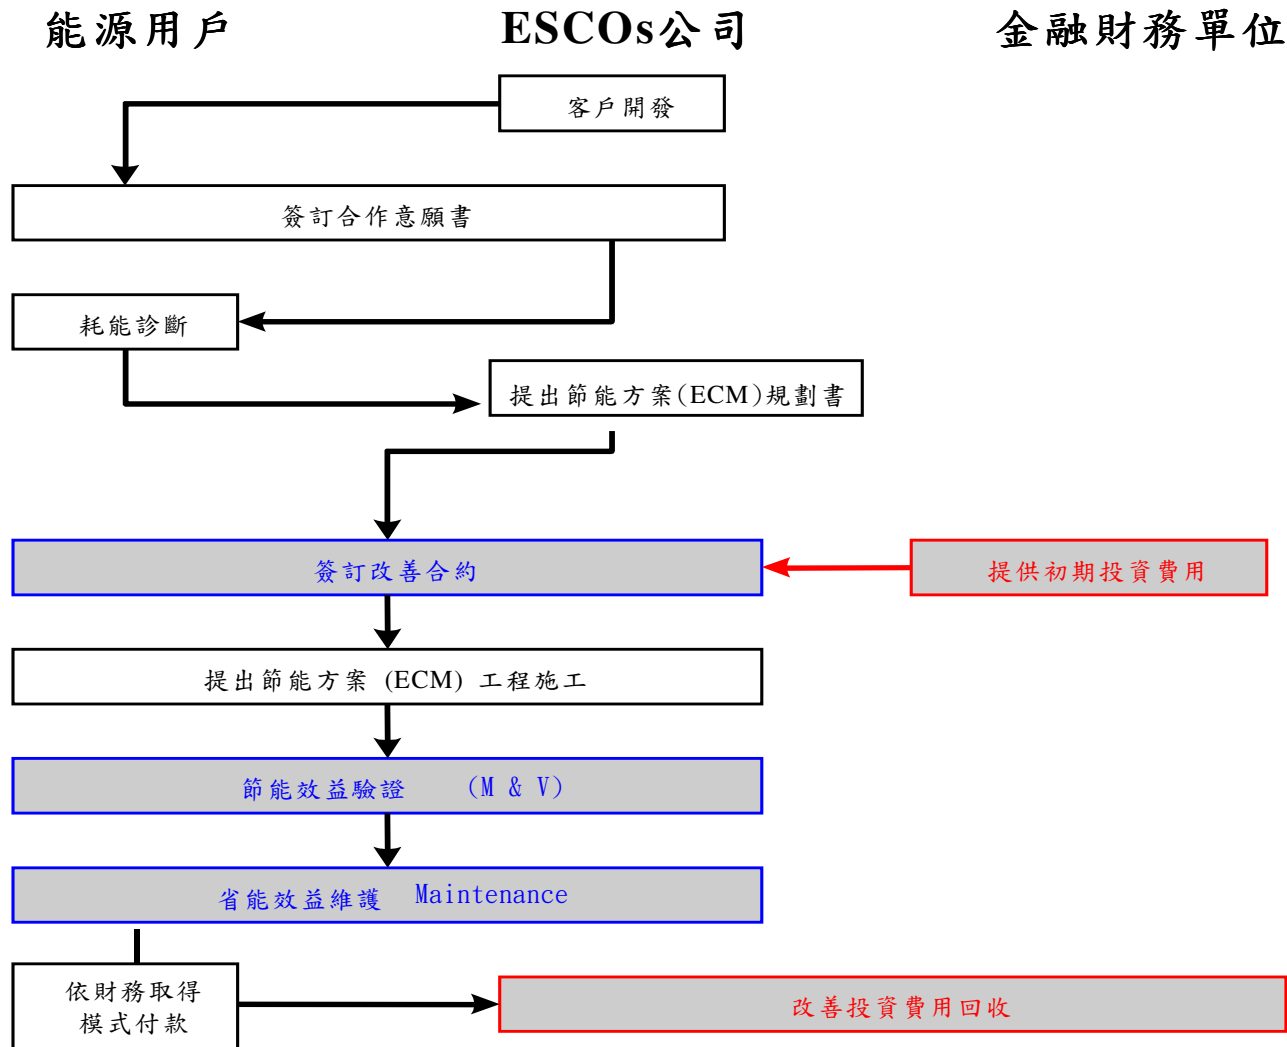 能源用戶
ESCOs公司
金融財務單位
客戶開發
簽訂合作意願書
耗能診斷
提出節能方案(ECM)規劃書
簽訂改善合約
提供初期投資費用
提出節能方案 (ECM) 工程施工
節能效益驗證 (M & V)
省能效益維護 Maintenance
依財務取得
模式付款
改善投資費用回收